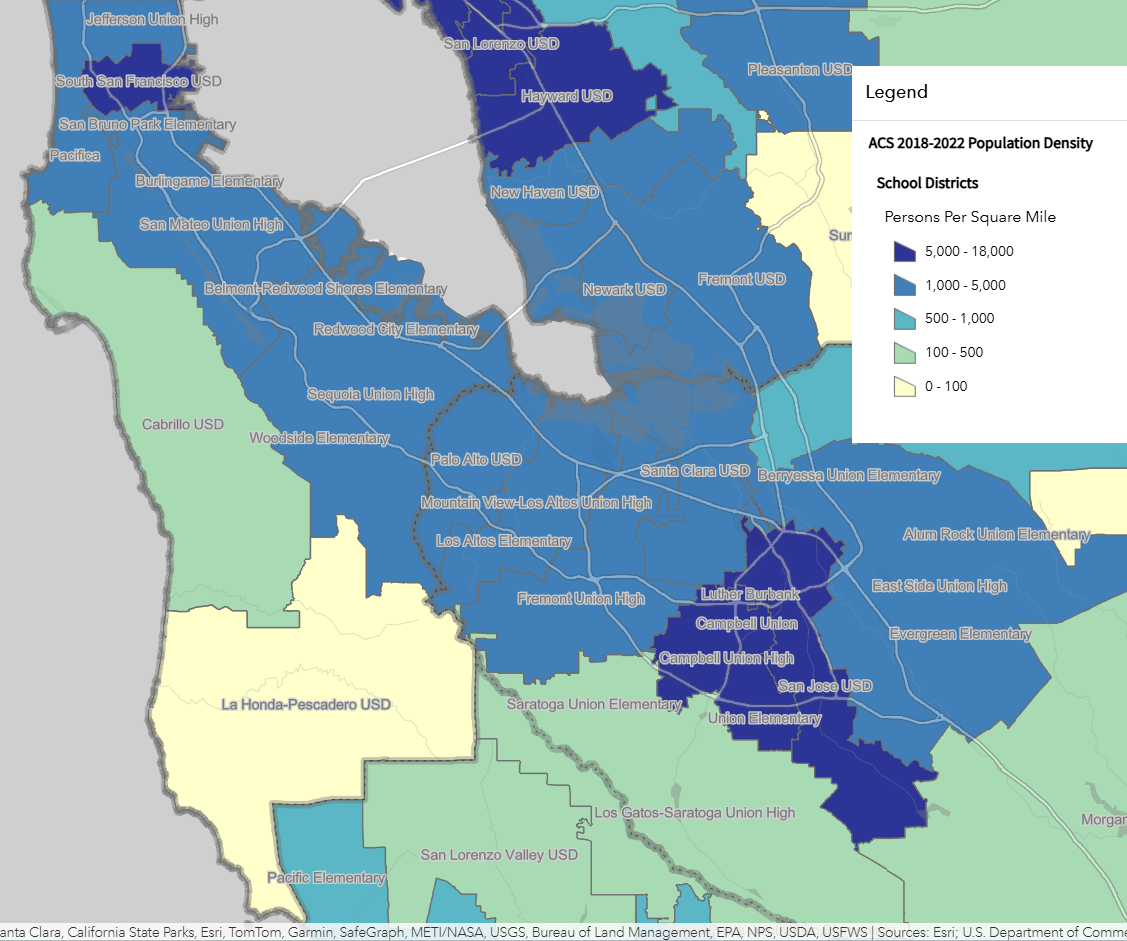 Jefferson Union High
San Lorenzo USD
South San Francisco USD
Pleasanton USD
Hayward USD
San Bruno Park Elementary
Pacifica
Burlingame Elementary
New Haven USD
San Mateo Union High
Sun
Fremont USD
Belmont-Redwood Shores Elementary
Newark USD
Redwood City Elementary
Sequoia Union High
Cabrillo USD
Woodside Elementary
Palo Alto USD
Santa Clara USD
Berryessa Union Elementary
Mountain View-Los Altos Union High
Los Altos Elementary
Alum Rock Union Elementary
East Side Union High
Luther Burbank
Fremont Union High
Campbell Union
Evergreen Elementary
Campbell Union High
San Jose USD
La Honda-Pescadero USD
Saratoga Union Elementary
Union Elementary
Los Gatos-Saratoga Union High
Morgan
San Lorenzo Valley USD
Pacific Elementary
Legend
ACS 2018-2022 Population Density
School Districts
Persons Per Square Mile
5,000 - 18,000
1,000 - 5,000
500 - 1,000
100 - 500
0 - 100
anta Clara, California State Parks, Esri, TomTom, Garmin, SafeGraph, METI/NASA, USGS, Bureau of Land Management, EPA, NPS, USDA, USFWS | Sources: Esri; U.S. Department of Comme